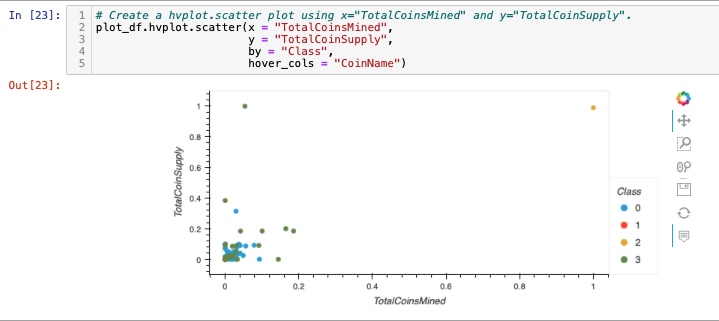 In [23]:
1 # Create a hvplot.scatter plot using x="TotalCoinsMined" and y="TotalCoinSupply".
2 plot_df.hvplot.scatter(x = "TotalCoinsMined",
3 y = "TotalCoinSupply",
4 by = "Class",
5 hover_cols = "CoinName")
Out[23]:
TotalCoinSupply
1
0.8
0.6
0.4
0.2
0
0 0.2 0.4 0.6 0.8 1
TotalCoinsMined
Class
0
1
2
3